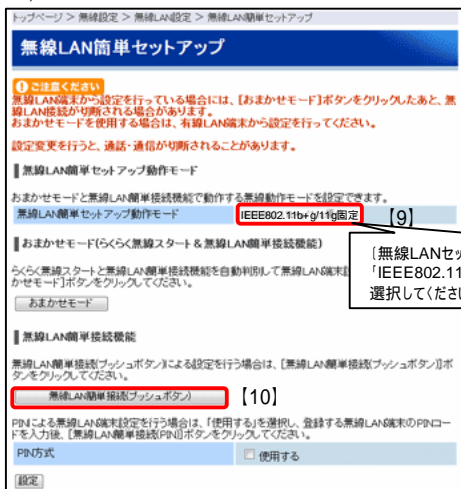 トップページ > 無線設定 > 無線LAN設定 > 無線LAN簡単セットアップ
無線LAN簡単セットアップ
ご注意ください
無線LAN端末から設定を行っている場合には、[おまかせモード]ボタンをクリックしたあと、無
線LAN接続が切断される場合があります。
おまかせモードを使用する場合は、有線LAN端末から設定を行ってください。
設定変更を行うと、通話・通信が切断されることがあります。
無線LAN簡単セットアップ動作モード
おまかせモードと無線LAN簡単接続機能で動作する無線動作モードを設定できます。
無線LAN簡単セットアップ動作モード IEEE802.11b+g/11g固定 【9】
おまかせモード(らくらく無線スタート&無線LAN簡単接続機能)
[無線LANセッ
らくらく無線スタートと無線LAN簡単接続機能を自動判別して無線LAN端末
「IEEE802.11
かせモード]ボタンをクリックしてください。
選択してくださ
おまかせモード
無線LAN簡単接続機能
無線LAN簡単接続(プッシュボタン)による設定を行う場合は、[無線LAN簡単接続(プッシュボタン)]ボ
タンをクリックしてください。
無線LAN簡単接続(プッシュボタン) 【10】
PINによる無線LAN端末設定を行う場合は、「使用する」を選択し、登録する無線LAN端末のPINコー
ドを入力後、[無線LAN簡単接続(PIN)]ボタンをクリックしてください。
PIN方式 使用する
設定